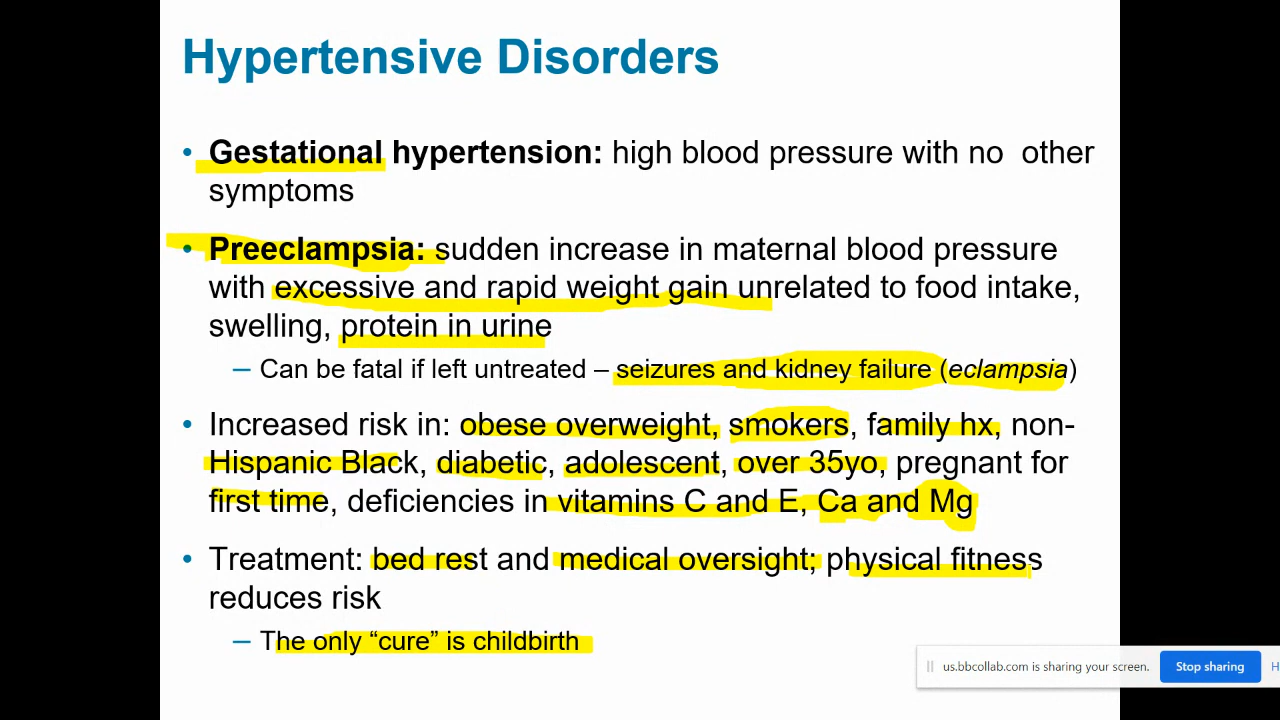 Hypertensive Disorders
• Gestational hypertension: high blood pressure with no other
symptoms
• Preeclampsia: sudden increase in maternal blood pressure
with excessive and rapid weight gain unrelated to food intake,
swelling, protein in urine
– Can be fatal if left untreated – seizures and kidney failure (eclampsia)
• Increased risk in: obese overweight, smokers, family hx, non-
Hispanic Black, diabetic, adolescent, over 35yo, pregnant for
first time, deficiencies in vitamins C and E, Ca and Mg
• Treatment: bed rest and medical oversight; physical fitness
reduces risk
– The only “cure” is childbirth
us.bbcollab.com is sharing your screen. Stop sharing H